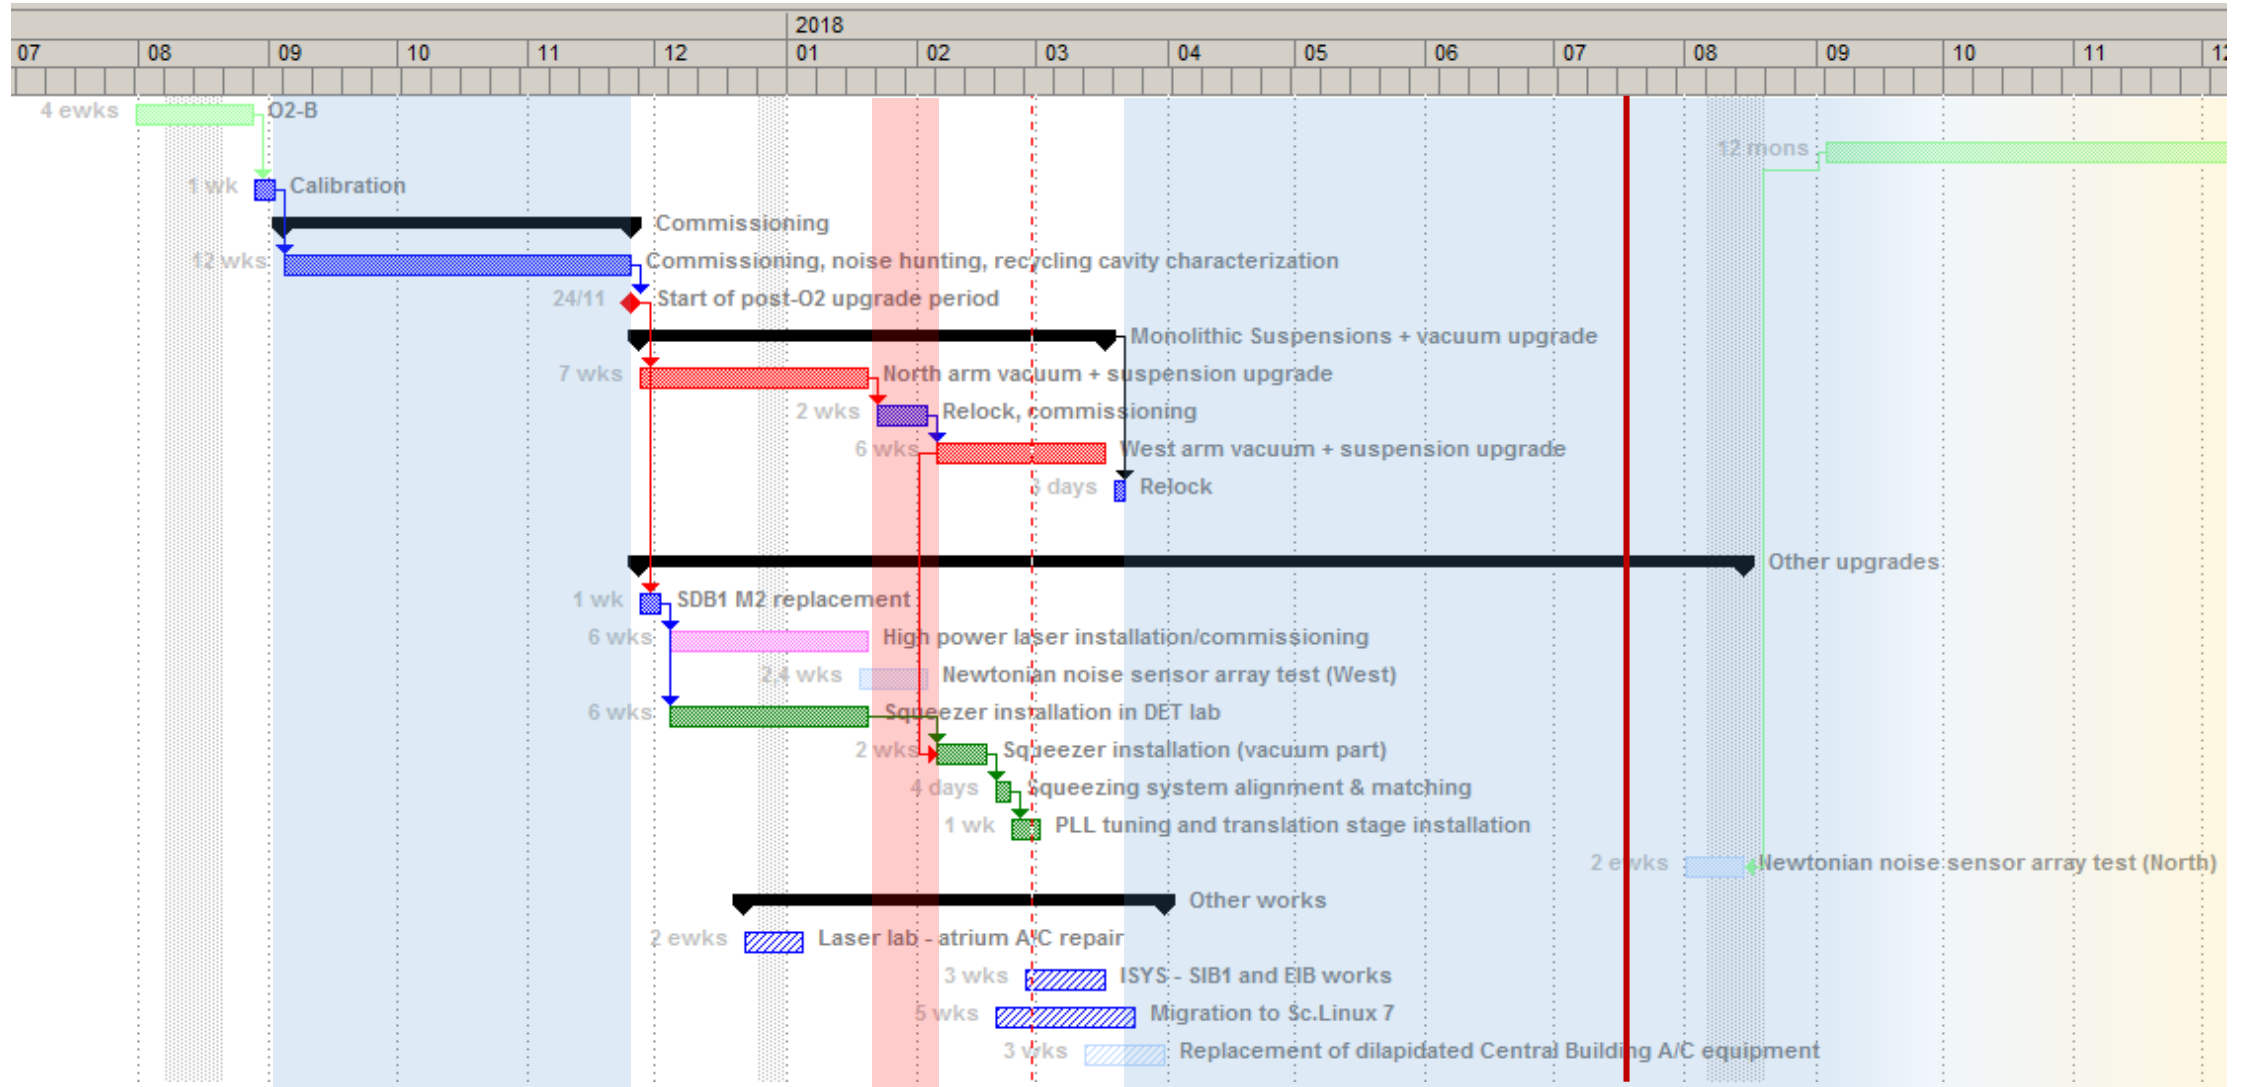 2018
07 08 09 10 11 12 01 02 03 04 05 06 07 08 09 10 11
4 ewks O2-B
12 mons
1 wk Calibration
Commissioning
12 wks Commissioning, noise hunting, recycling cavity characterization
24/11 Start of post-O2 upgrade period
Monolithic Suspensions + vacuum upgrade
7 wks North arm vacuum + suspension upgrade
2 wks Relock, commissioning
6 wks West arm vacuum + suspension upgrade
3 days Relock
Other upgrades
1 wk SDB1 M2 replacement
6 wks High power laser installation/commissioning
2,4 wks Newtonian noise sensor array test (West)
6 wks Squeezer installation in DET lab
2 wks Squeezer installation (vacuum part)
4 days Squeezing system alignment & matching
1 wk PLL tuning and translation stage installation
2 ewks Newtonian noise sensor array test (North)
Other works
2 ewks Laser lab - atrium A/C repair
3 wks ISYS - SIB1 and EIB works
5 wks Migration to Sc.Linux 7
3 wks Replacement of dilapidated Central Building A/C equipment